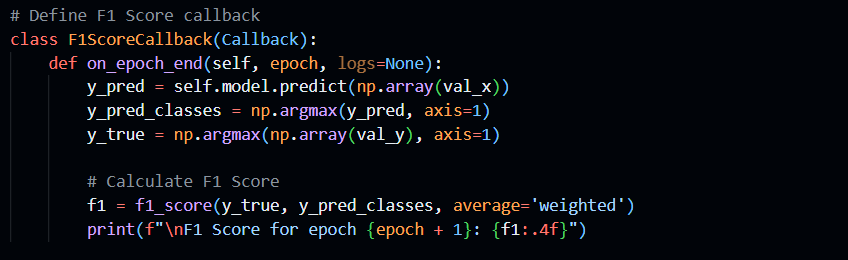 # Define F1 Score callback
class F1ScoreCallback(Callback):
    def on_epoch_end(self, epoch, logs=None):
        y_pred = self.model.predict(np.array(val_x))
        y_pred_classes = np.argmax(y_pred, axis=1)
        y_true = np.argmax(np.array(val_y), axis=1)

        # Calculate F1 Score
        f1 = f1_score(y_true, y_pred_classes, average='weighted')
        print(f"\nF1 Score for epoch {epoch + 1}: {f1:.4f}")